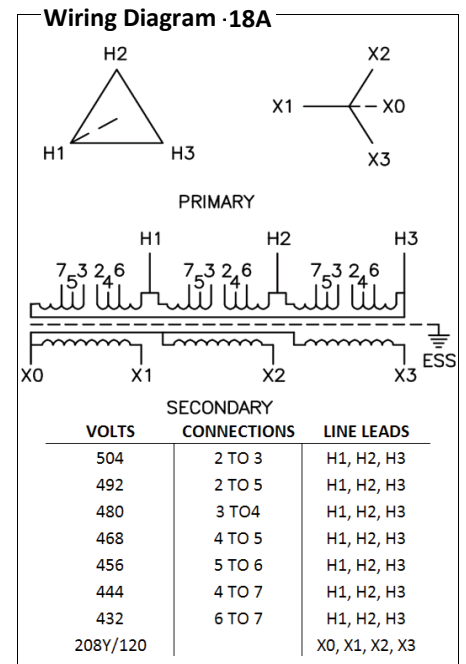 Wiring Diagram -18A
H2
X2
X1
X0
H1
H3
X3
PRIMARY
H1 H2 H3
7 5 3 2 4 6 7 5 3 2 4 6 7 5 3 2 4 6
ESS
X0 X1 X2 X3
SECONDARY
VOLTS CONNECTIONS LINE LEADS
504 2 TO 3 H1, H2, H3
492 2 TO 5 H1, H2, H3
480 3 TO4 H1, H2, H3
468 4 TO 5 H1, H2, H3
456 5 TO 6 H1, H2, H3
444 4 TO 7 H1, H2, H3
432 6 TO 7 H1, H2, H3
208Y/120 X0, X1, X2, X3